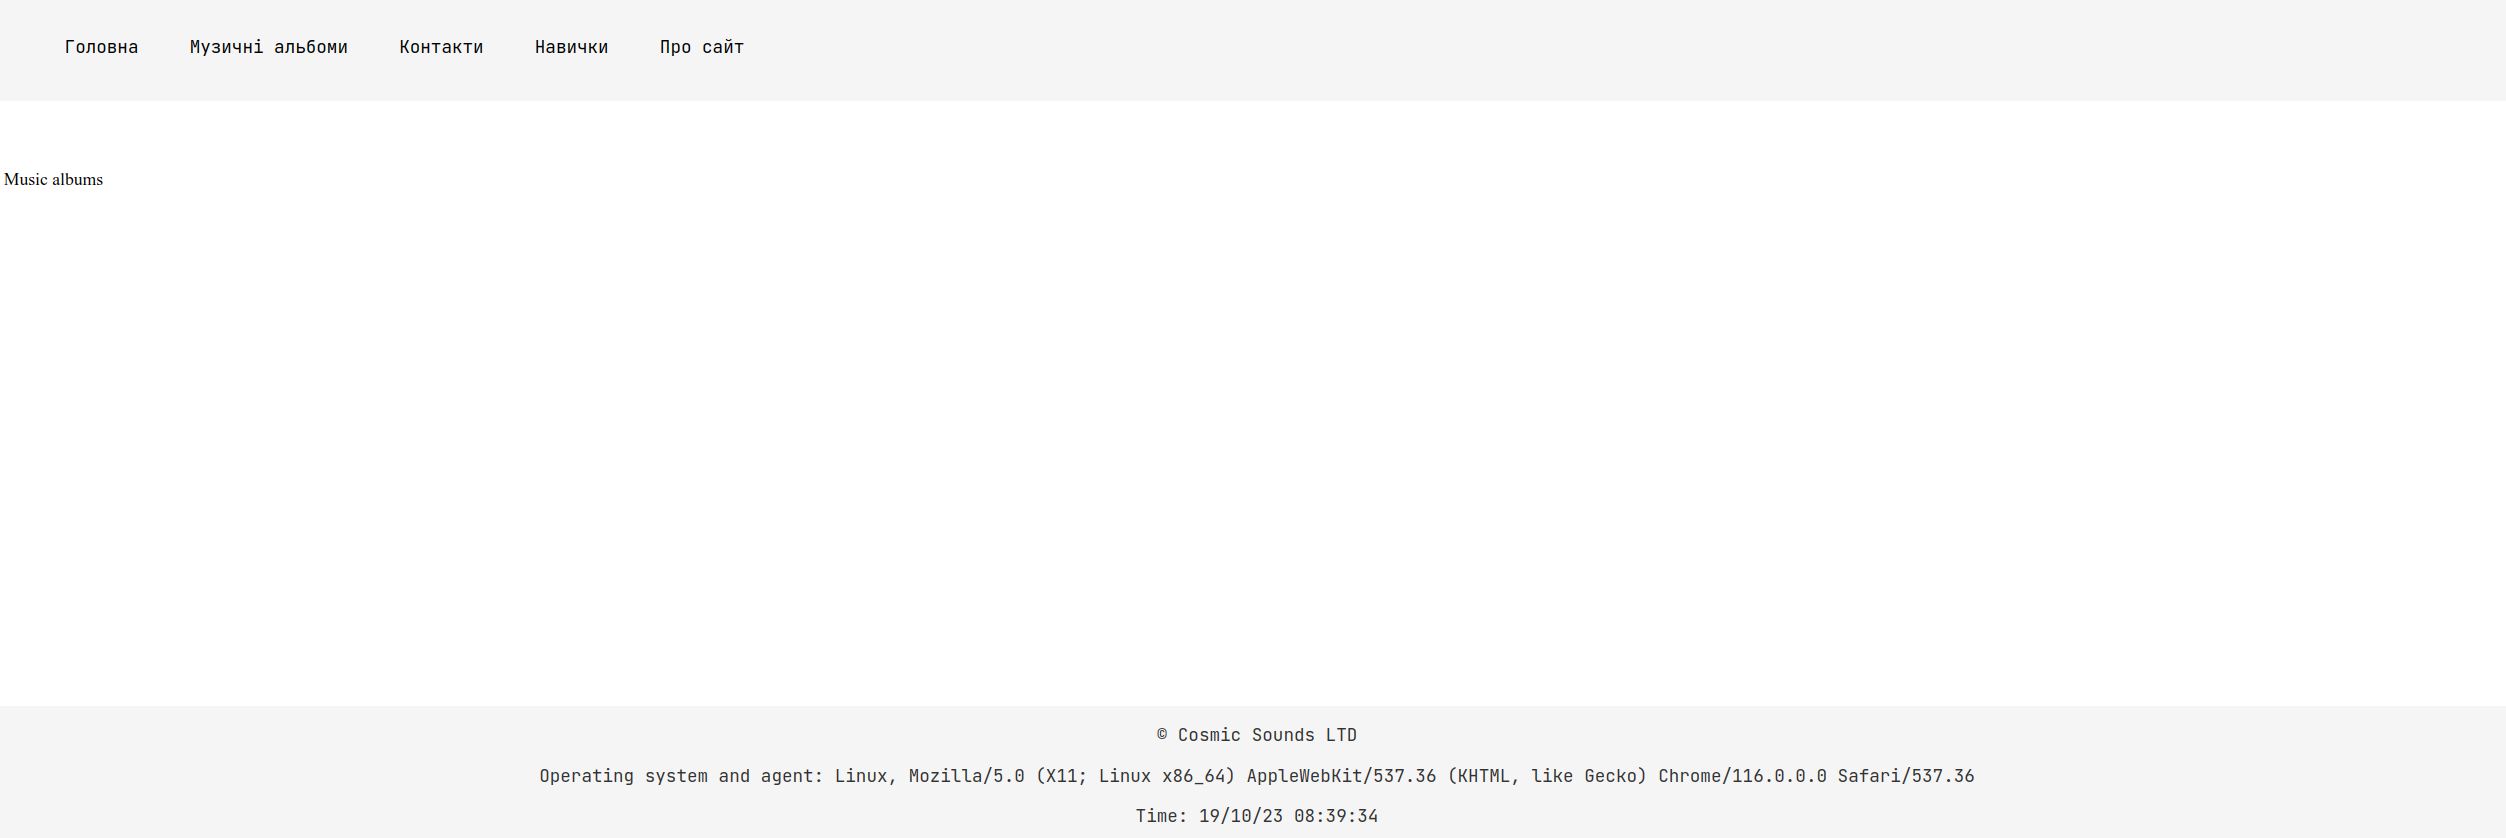 Головна Музичні альбоми Контакти Навички Про сайт
Music albums
© Cosmic Sounds LTD
Operating system and agent: Linux, Mozilla/5.0 (X11; Linux x86_64) AppleWebKit/537.36 (KHTML, like Gecko) Chrome/116.0.0.0 Safari/537.36
Time: 19/10/23 08:39:34